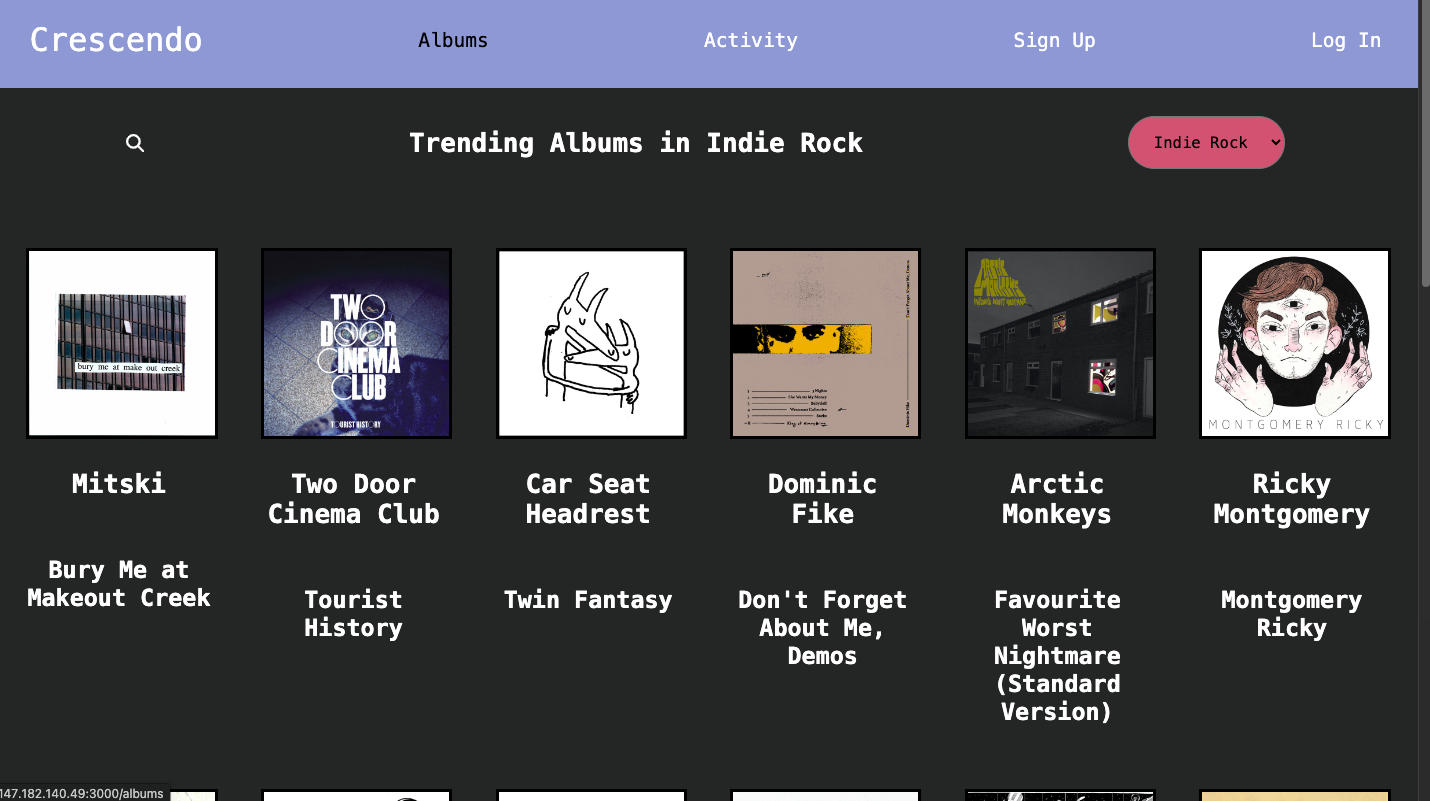 Crescendo
Albums
Activity
Sign Up
Log In
Trending Albums in Indie Rock
Indie Rock
bury me at make out creek
TWO
DOOR
CINEMA
CLUB
TOURIST HISTORY
ARCTIC
MONKEYS
MONTGOMERY RICKY
Mitski
Two Door
Cinema Club
Car Seat
Headrest
Dominic
Fike
Arctic
Monkeys
Ricky
Montgomery
Bury Me at
Makeout Creek
Tourist
History
Twin Fantasy
Don't Forget
About Me,
Demos
Favourite
Worst
Nightmare
(Standard
Version)
Montgomery
Ricky
147.182.140.49:3000/albums